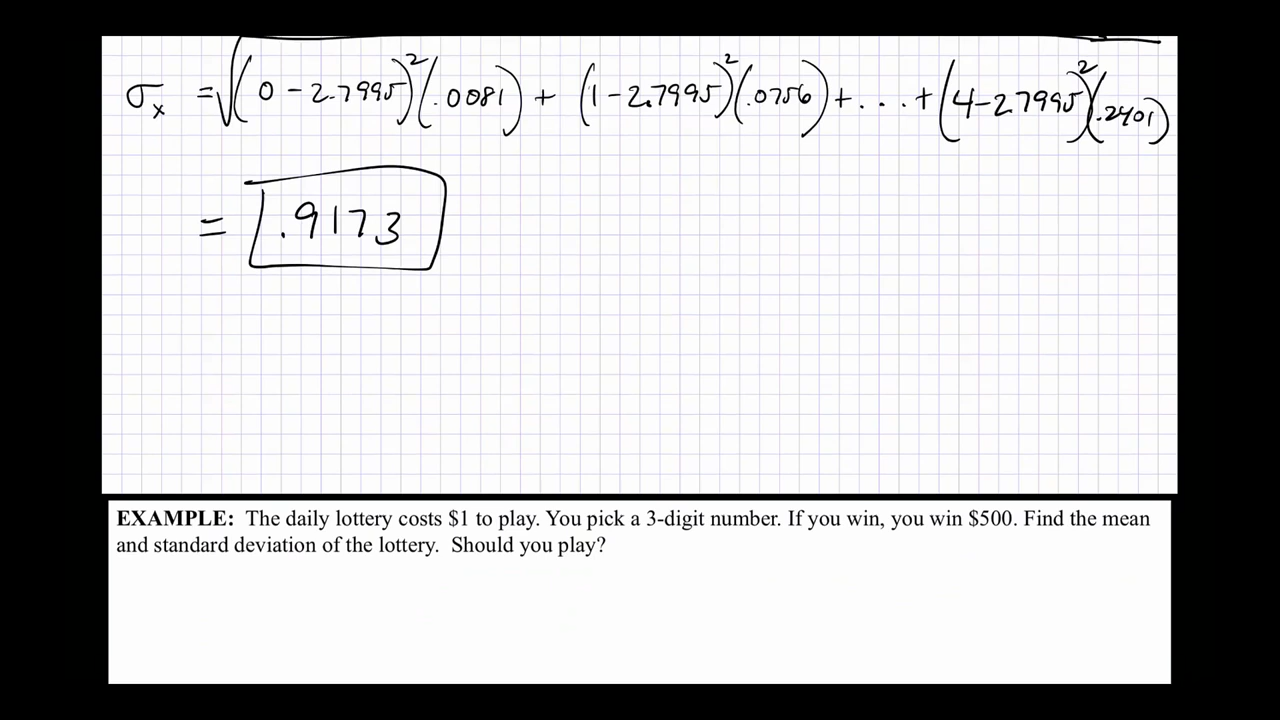 σₓ = √(0 - 2.7995)²(.0081) + (1 - 2.7995)²(.0756) + . . . + (4 - 2.7995)²(.2401)
= .9173
EXAMPLE: The daily lottery costs $1 to play. You pick a 3-digit number. If you win, you win $500. Find the mean
and standard deviation of the lottery. Should you play?